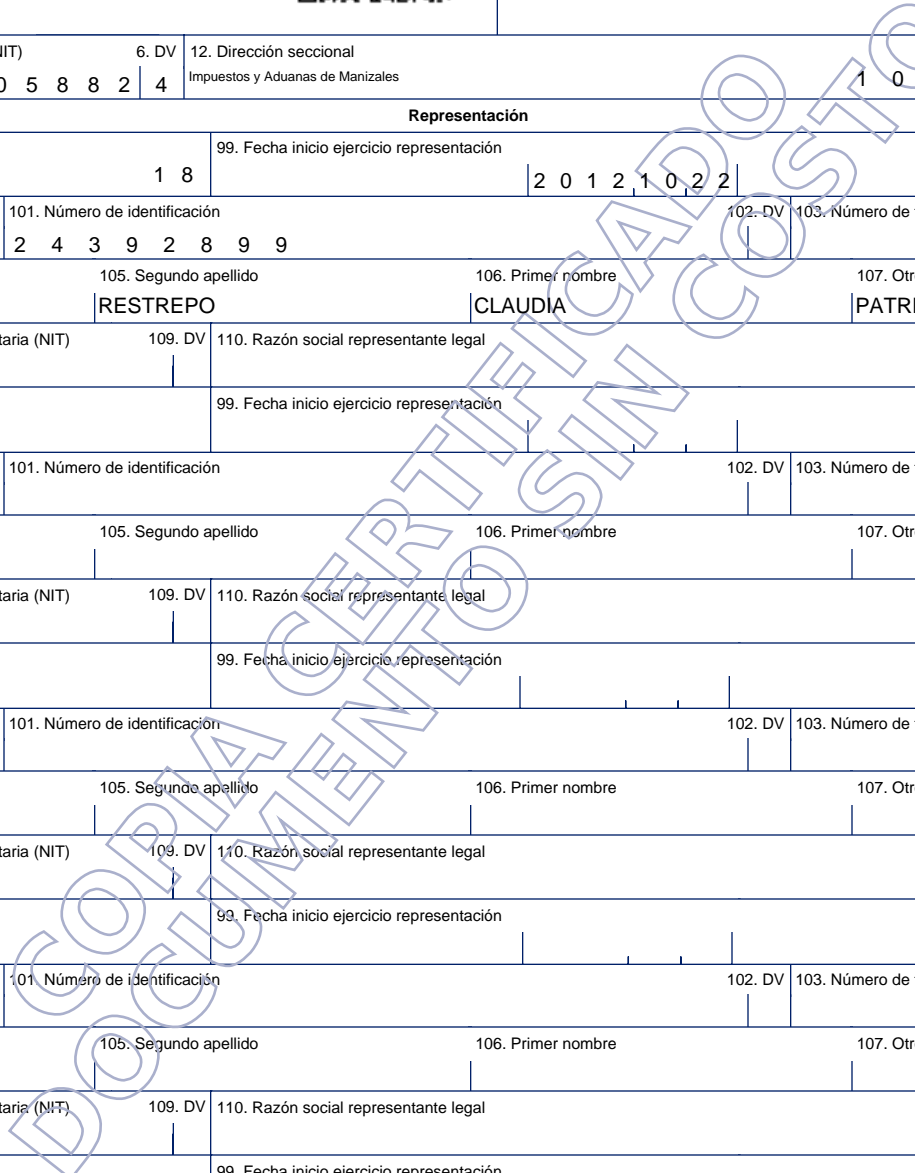 NIT) 6. DV 12. Dirección seccional
0 5 8 8 2 4 Impuestos y Aduanas de Manizales 1 0
Representación
99. Fecha inicio ejercicio representación
1 8 2 0 1 2 1 0 2 2
101. Número de identificación 102. DV 103. Número de
2 4 3 9 2 8 9 9
105. Segundo apellido 106. Primer nombre 107. Otr
RESTREPO CLAUDIA PATRI
taria (NIT) 109. DV 110. Razón social representante legal
99. Fecha inicio ejercicio representación
101. Número de identificación 102. DV 103. Número de
105. Segundo apellido 106. Primer nombre 107. Otr
taria (NIT) 109. DV 110. Razón social representante legal
99. Fecha inicio ejercicio representación
101. Número de identificación 102. DV 103. Número de
105. Segundo apellido 106. Primer nombre 107. Otr
taria (NIT) 109. DV 110. Razón social representante legal
99. Fecha inicio ejercicio representación
101. Número de identificación 102. DV 103. Número de
105. Segundo apellido 106. Primer nombre 107. Otr
taria (NIT) 109. DV 110. Razón social representante legal
99. Fecha inicio ejercicio representación
COPIA CERTIFICADO
DOCUMENTO SIN COSTO